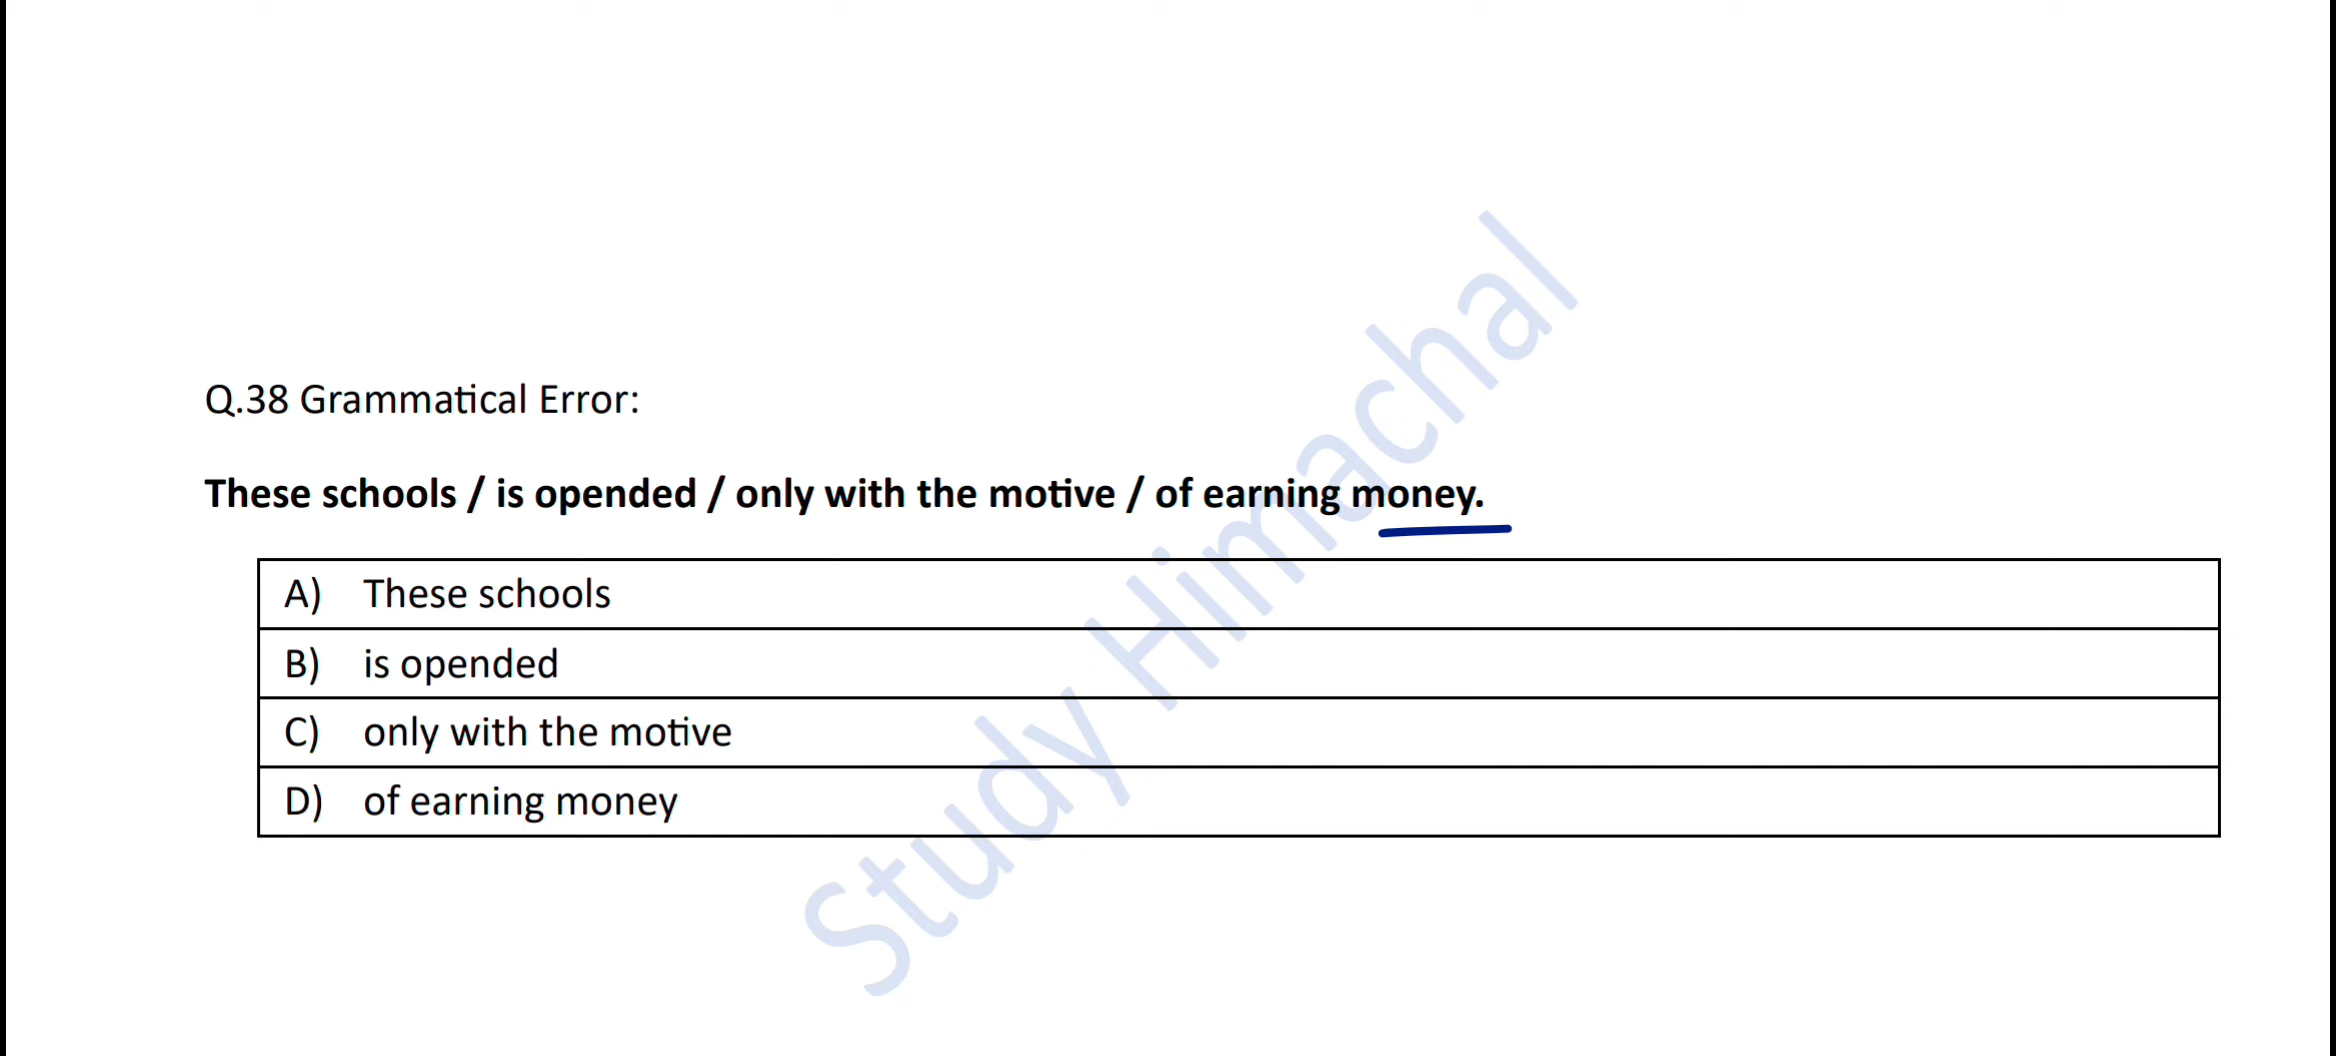 Q.38 Grammatical Error:
These schools / is opended / only with the motive / of earning money.
A) These schools
B) is opended
C) only with the motive
D) of earning money
Study Himachal